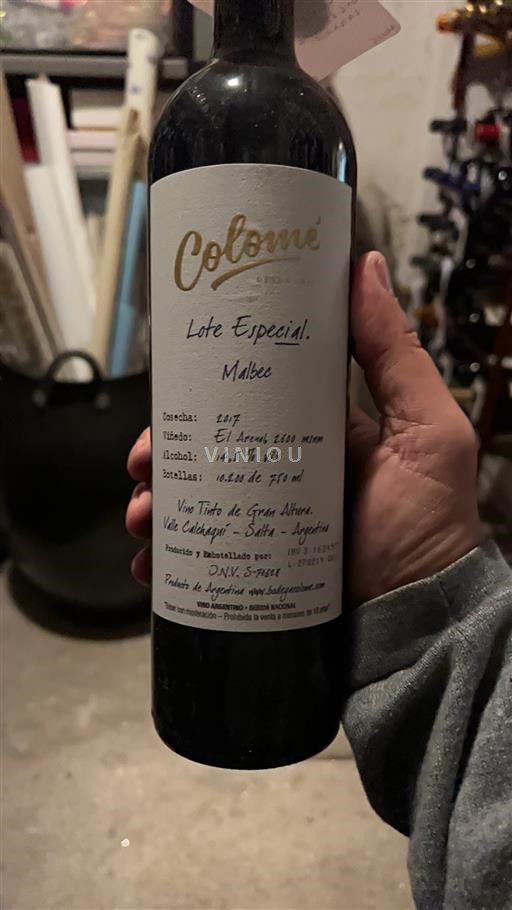 Colomé
Lote Especial.
Malbec
Cosecha: 2017
Viñedo: El Arenal, 2600 msnm
Alcohol:
VINIOU
Botellas: 10.200 de 750 ml
Vino Tinto de Gran Altura.
Valle Calchaquí - Salta - Argentina
Producido y Embotellado por:
I.N.V. S-74628
Producto de Argentina www.bodegacolome.com
VINO ARGENTINO - BEBIDA NACIONAL
Beber con moderación – Prohibida la venta a menores de 18 años